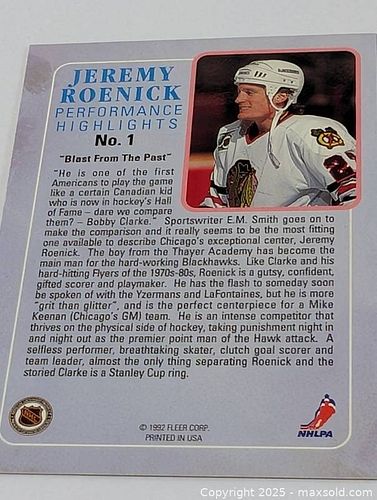 JEREMY
ROENICK
PERFORMANCE
HIGHLIGHTS
No. 1
"Blast From The Past"
"He is one of the first
Americans to play the game
like a certain Canadian kid
who is now in hockey's Hall
of Fame – dare we compare
them? – Bobby Clarke." Sportswriter E.M. Smith goes on to
make the comparison and it really seems to be the most fitting
one available to describe Chicago's exceptional center, Jeremy
Roenick. The boy from the Thayer Academy has become the
main man for the hard-working Blackhawks. Like Clarke and his
hard-hitting Flyers of the 1970s-80s, Roenick is a gutsy, confident,
gifted scorer and playmaker. He has the flash to someday soon
be spoken of with the Yzermans and LaFontaines, but he is more
"grit than glitter", and is the perfect centerpiece for a Mike
Keenan (Chicago's GM) team. He is an intense competitor that
thrives on the physical side of hockey, taking punishment night in
and night out as the premier point man of the Hawk attack. A
selfless performer, breathtaking skater, clutch goal scorer and
team leader, almost the only thing separating Roenick and the
storied Clarke is a Stanley Cup ring.
NHL
© 1992 FLEER CORP.
PRINTED IN USA
NHLPA
Copyright 2025 - maxsold.com